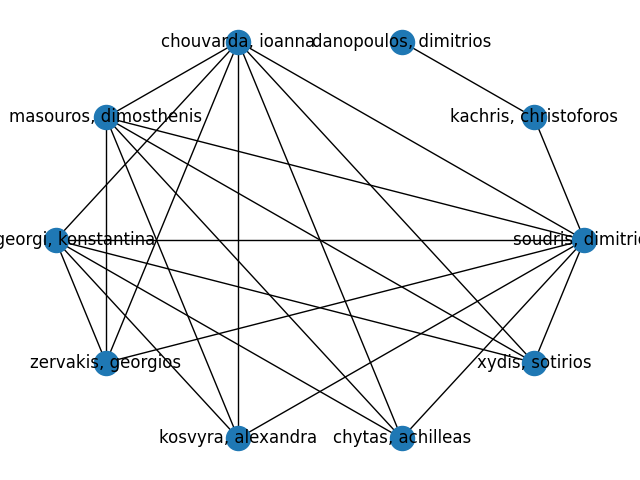 chouvarda, ioanna
danopoulos, dimitrios
masouros, dimosthenis
kachris, christoforos
georgi, konstantina
soudris, dimitrio
zervakis, georgios
xydis, sotirios
kosvyra, alexandra
chytas, achilleas